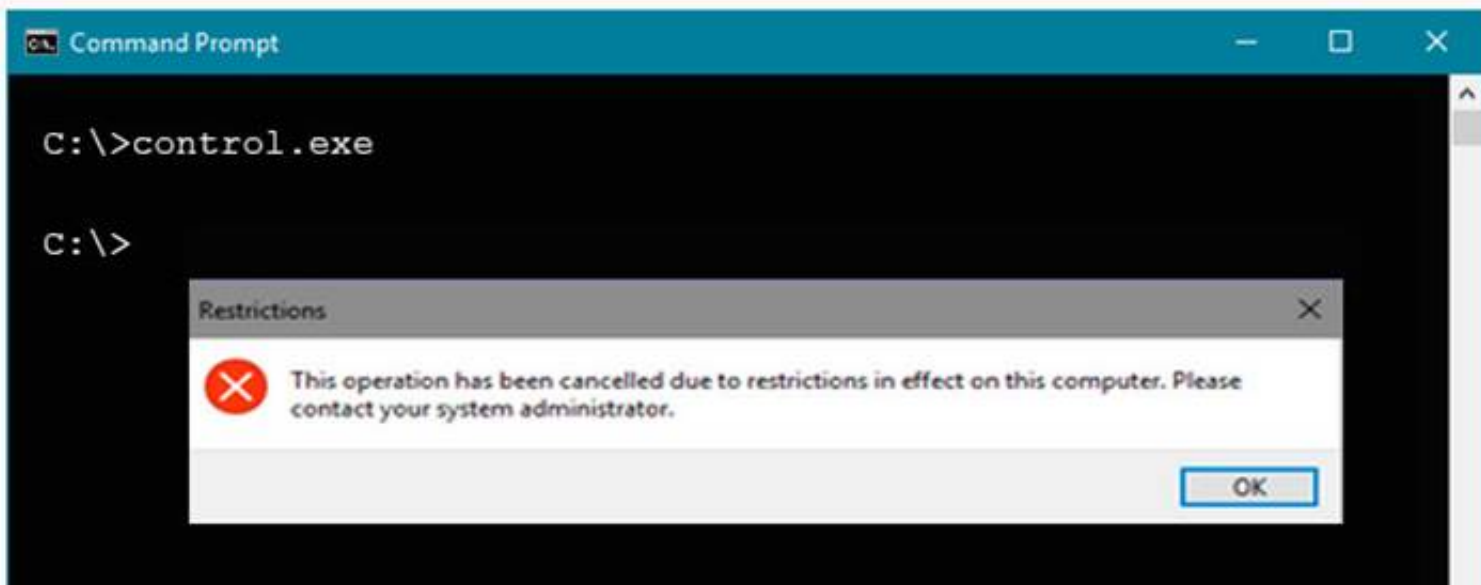 Command Prompt
C:\>control.exe
C:\>
Restrictions
This operation has been cancelled due to restrictions in effect on this computer. Please
contact your system administrator.
OK